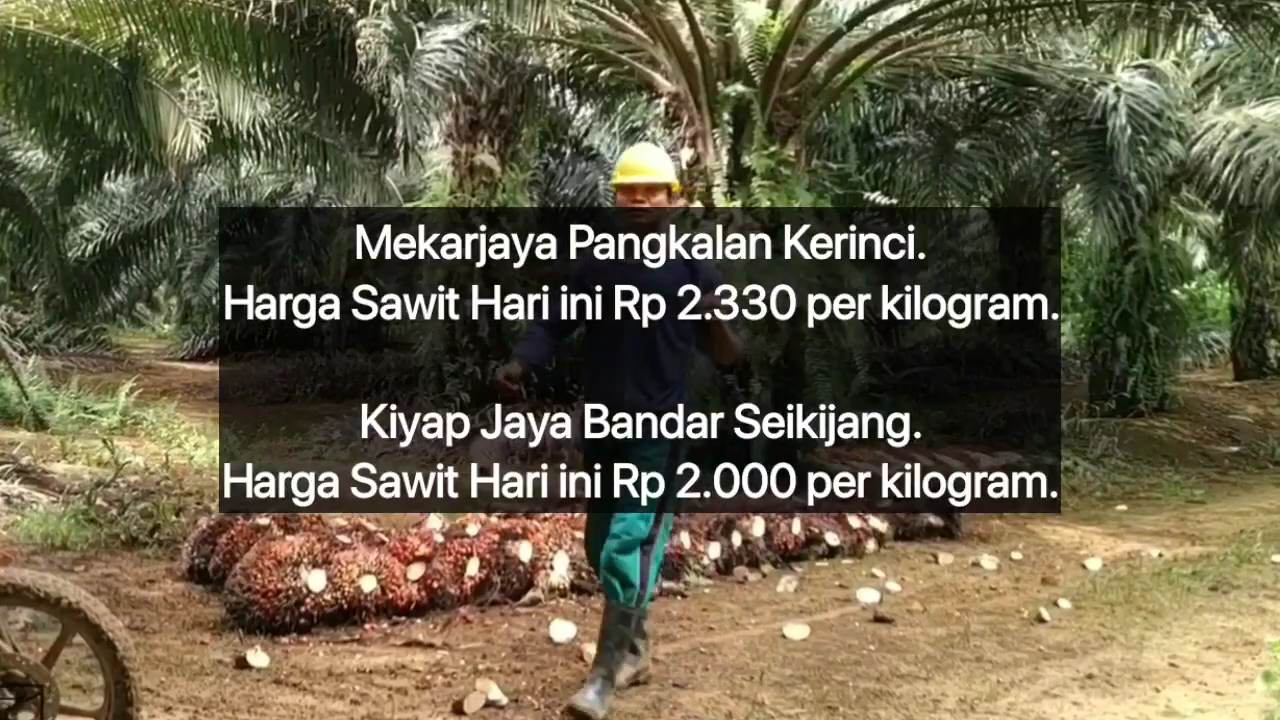 Mekarjaya Pangkalan Kerinci.
Harga Sawit Hari ini Rp 2.330 per kilogram.
Kiyap Jaya Bandar Seikijang.
Harga Sawit Hari ini Rp 2.000 per kilogram.